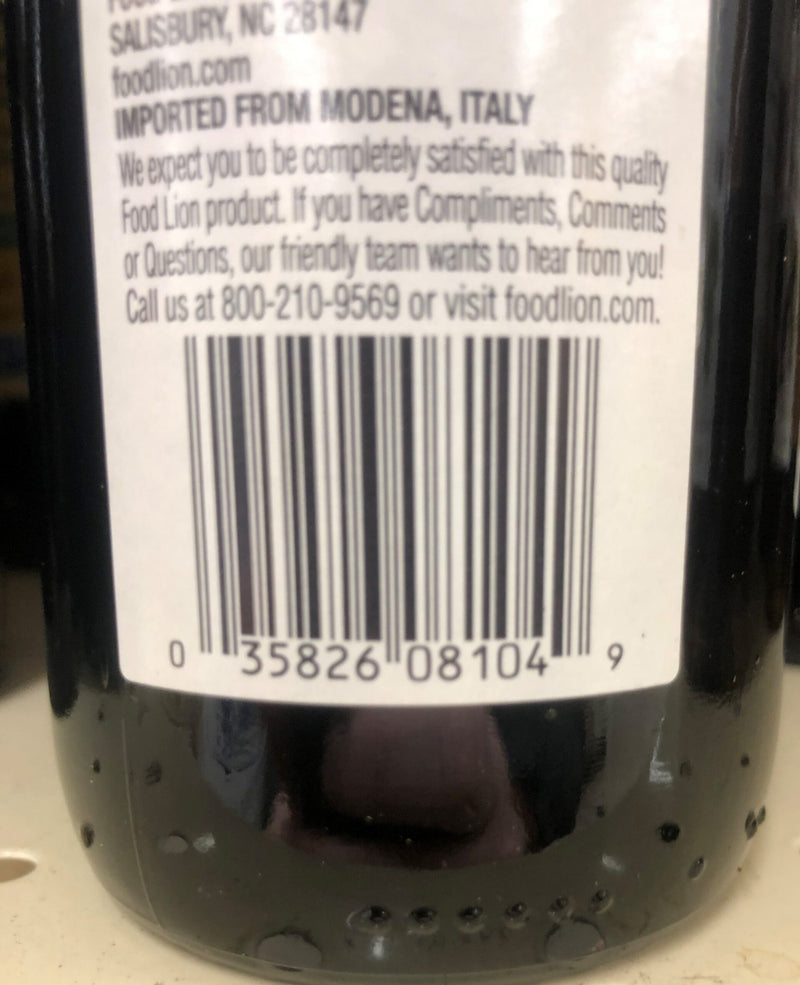 SALISBURY, NC 28147
foodlion.com
IMPORTED FROM MODENA, ITALY
We expect you to be completely satisfied with this quality
Food Lion product. If you have Compliments, Comments
or Questions, our friendly team wants to hear from you!
Call us at 800-210-9569 or visit foodlion.com.
0 35826 08104 9